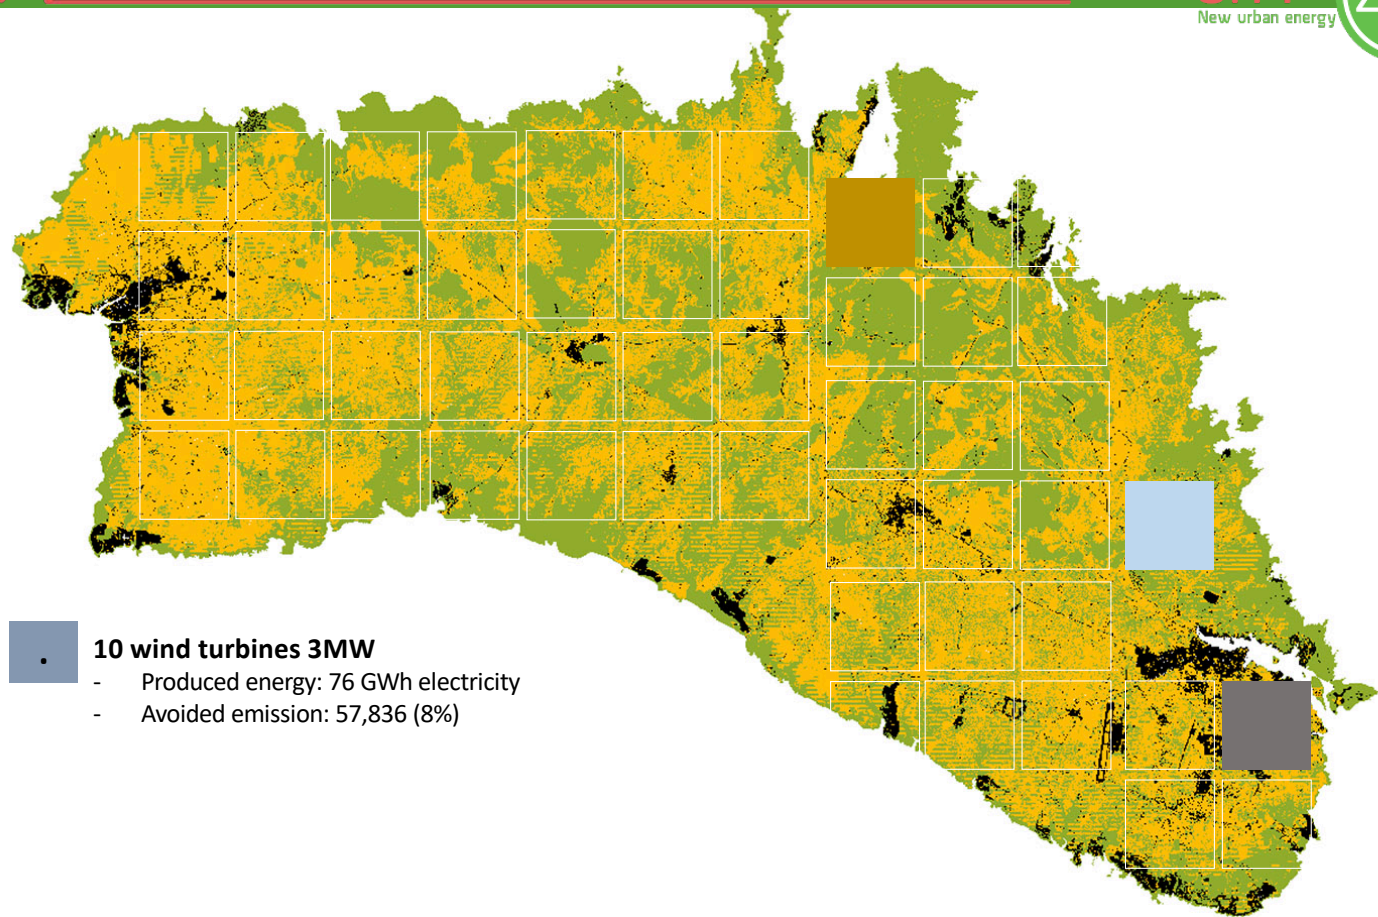 New urban energy
10 wind turbines 3MW
- Produced energy: 76 GWh electricity
- Avoided emission: 57,836 (8%)